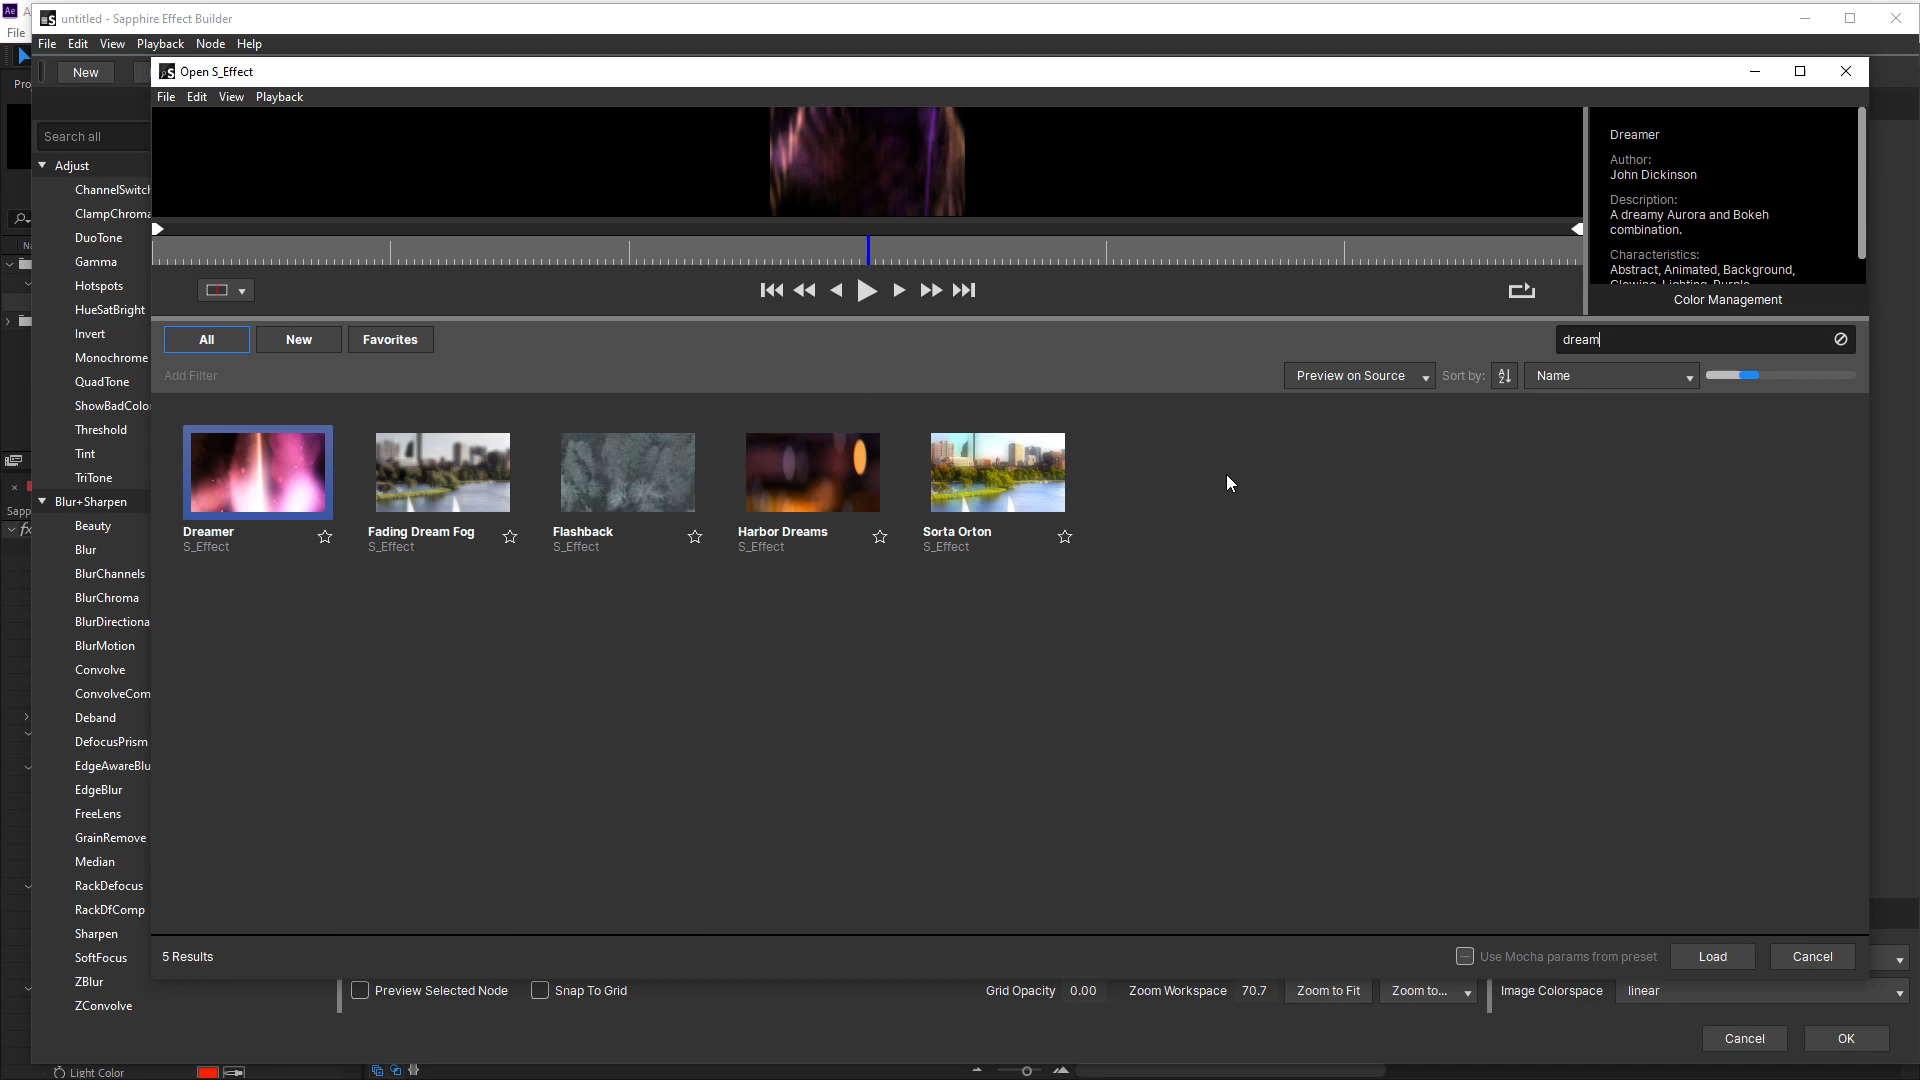 Ae
untitled - Sapphire Effect Builder
File
File Edit View Playback Node Help
New
Open S_Effect
File Edit View Playback
Search all
Adjust
ChannelSwitch
ClampChroma
DuoTone
Gamma
Hotspots
HueSatBright
Invert
Monochrome
QuadTone
ShowBadColo
Threshold
Tint
TriTone
Blur+Sharpen
Beauty
Blur
BlurChannels
BlurChroma
BlurDirectiona
BlurMotion
Convolve
ConvolveCom
Deband
DefocusPrism
EdgeAwareBlu
EdgeBlur
FreeLens
GrainRemove
Median
RackDefocus
RackDfComp
Sharpen
SoftFocus
ZBlur
ZConvolve
Dreamer
Author:
John Dickinson
Description:
A dreamy Aurora and Bokeh
combination.
Characteristics:
Abstract, Animated, Background,
Color Management
All New Favorites
dream
Add Filter
Preview on Source Sort by: Name
Dreamer
S_Effect
Fading Dream Fog
S_Effect
Flashback
S_Effect
Harbor Dreams
S_Effect
Sorta Orton
S_Effect
5 Results
Use Mocha params from preset Load Cancel
Preview Selected Node Snap To Grid Grid Opacity 0.00 Zoom Workspace 70.7 Zoom to Fit Zoom to... Image Colorspace linear
Cancel OK
Light Color